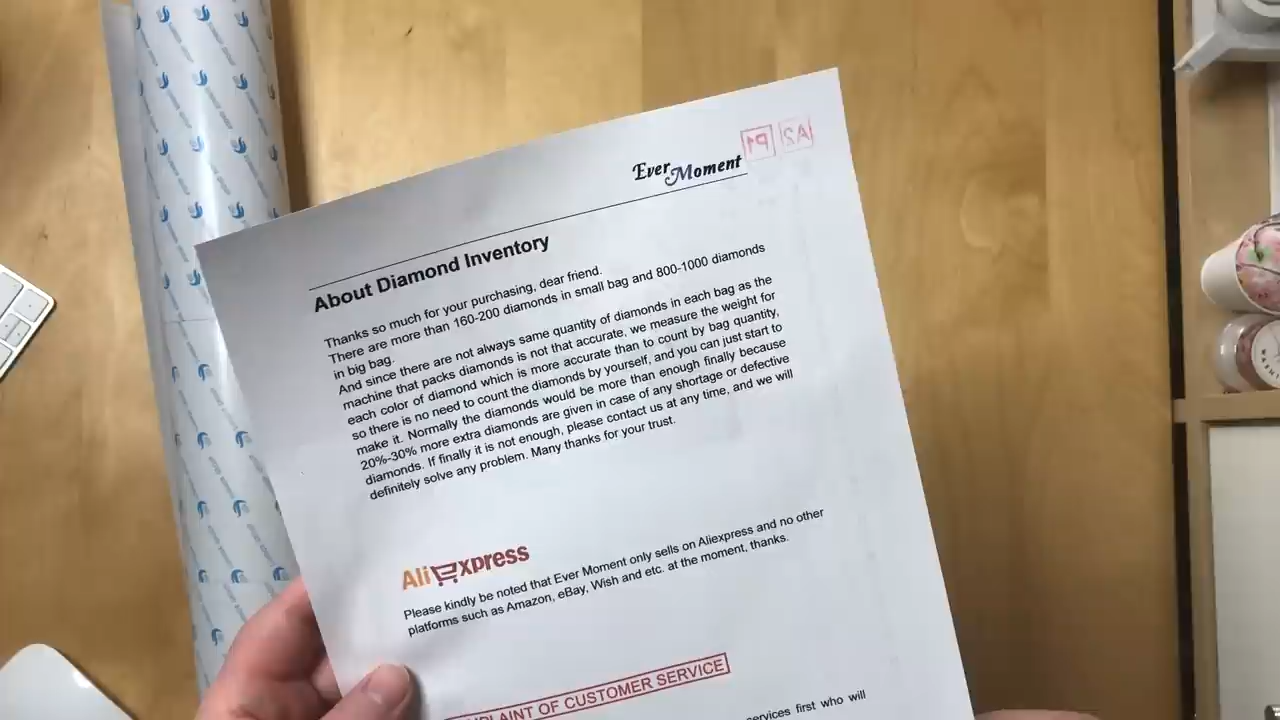 Ever Moment
About Diamond Inventory
Thanks so much for your purchasing, dear friend.
There are more than 160-200 diamonds in small bag and 800-1000 diamonds
in big bag.
And since there are not always same quantity of diamonds in each bag as the
machine that packs diamonds is not that accurate, we measure the weight for
each color of diamond which is more accurate than to count by bag quantity,
so there is no need to count the diamonds by yourself, and you can just start to
make it. Normally the diamonds would be more than enough finally because
20%-30% more extra diamonds are given in case of any shortage or defective
diamonds. If finally it is not enough, please contact us at any time, and we will
definitely solve any problem. Many thanks for your trust.
AliExpress
Please kindly be noted that Ever Moment only sells on Aliexpress and no other
platforms such as Amazon, eBay, Wish and etc. at the moment, thanks.
OF CUSTOMER SERVICE
first who will